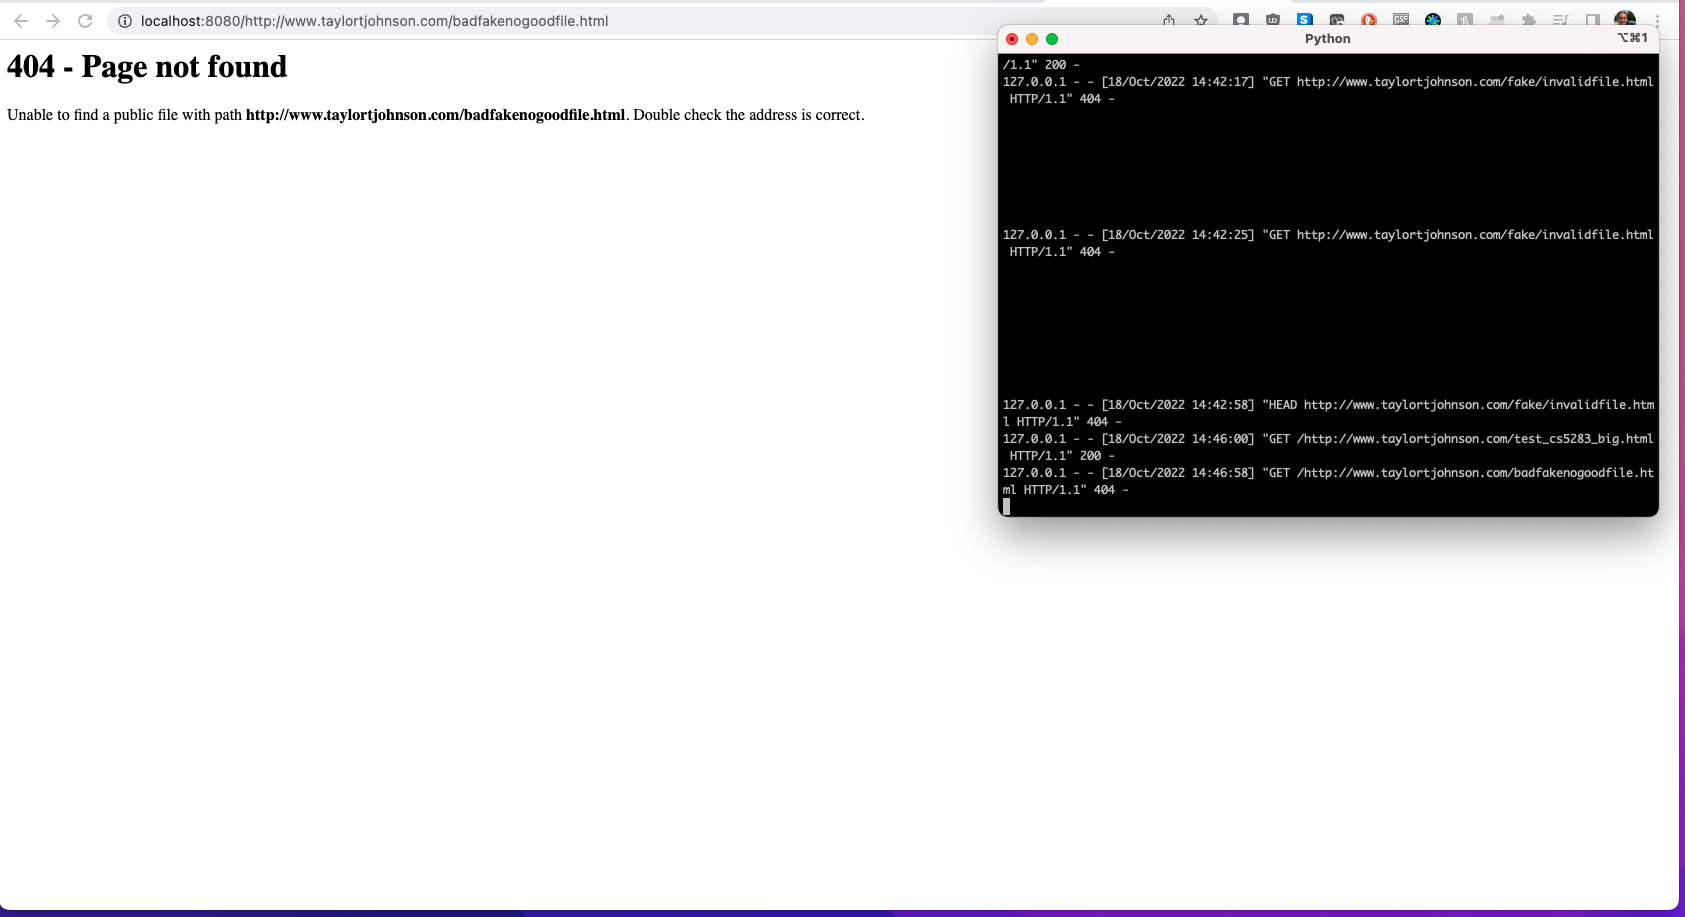 localhost:8080/http://www.taylortjohnson.com/badfakenogoodfile.html
404 - Page not found
Unable to find a public file with path http://www.taylortjohnson.com/badfakenogoodfile.html. Double check the address is correct.
Python
⌥⌘1
/1.1" 200 -
127.0.0.1 - - [18/Oct/2022 14:42:17] "GET http://www.taylortjohnson.com/fake/invalidfile.html
HTTP/1.1" 404 -
127.0.0.1 - - [18/Oct/2022 14:42:25] "GET http://www.taylortjohnson.com/fake/invalidfile.html
HTTP/1.1" 404 -
127.0.0.1 - - [18/Oct/2022 14:42:58] "HEAD http://www.taylortjohnson.com/fake/invalidfile.htm
l HTTP/1.1" 404 -
127.0.0.1 - - [18/Oct/2022 14:46:00] "GET /http://www.taylortjohnson.com/test_cs5283_big.html
HTTP/1.1" 200 -
127.0.0.1 - - [18/Oct/2022 14:46:58] "GET /http://www.taylortjohnson.com/badfakenogoodfile.ht
ml HTTP/1.1" 404 -